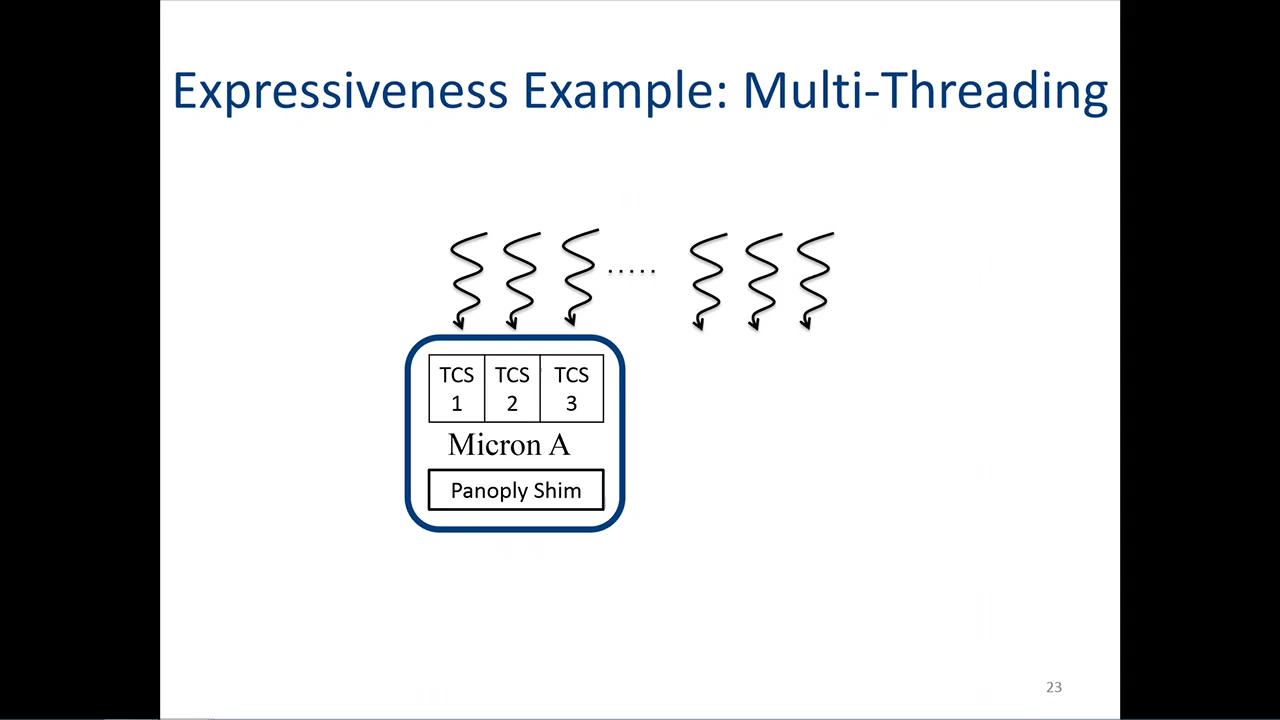 Expressiveness Example: Multi-Threading
.....
TCS TCS TCS
1 2 3
Micron A
Panoply Shim
23